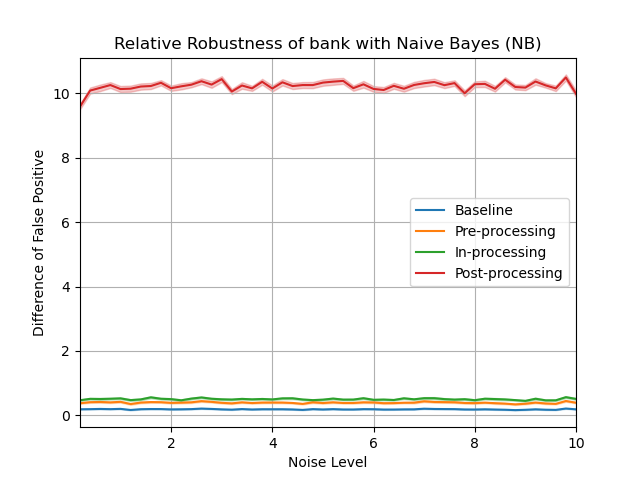 Relative Robustness of bank with Naive Bayes (NB)
Difference of False Positive
10
8
6
4
2
0
Baseline
Pre-processing
In-processing
Post-processing
2 4 6 8 10
Noise Level